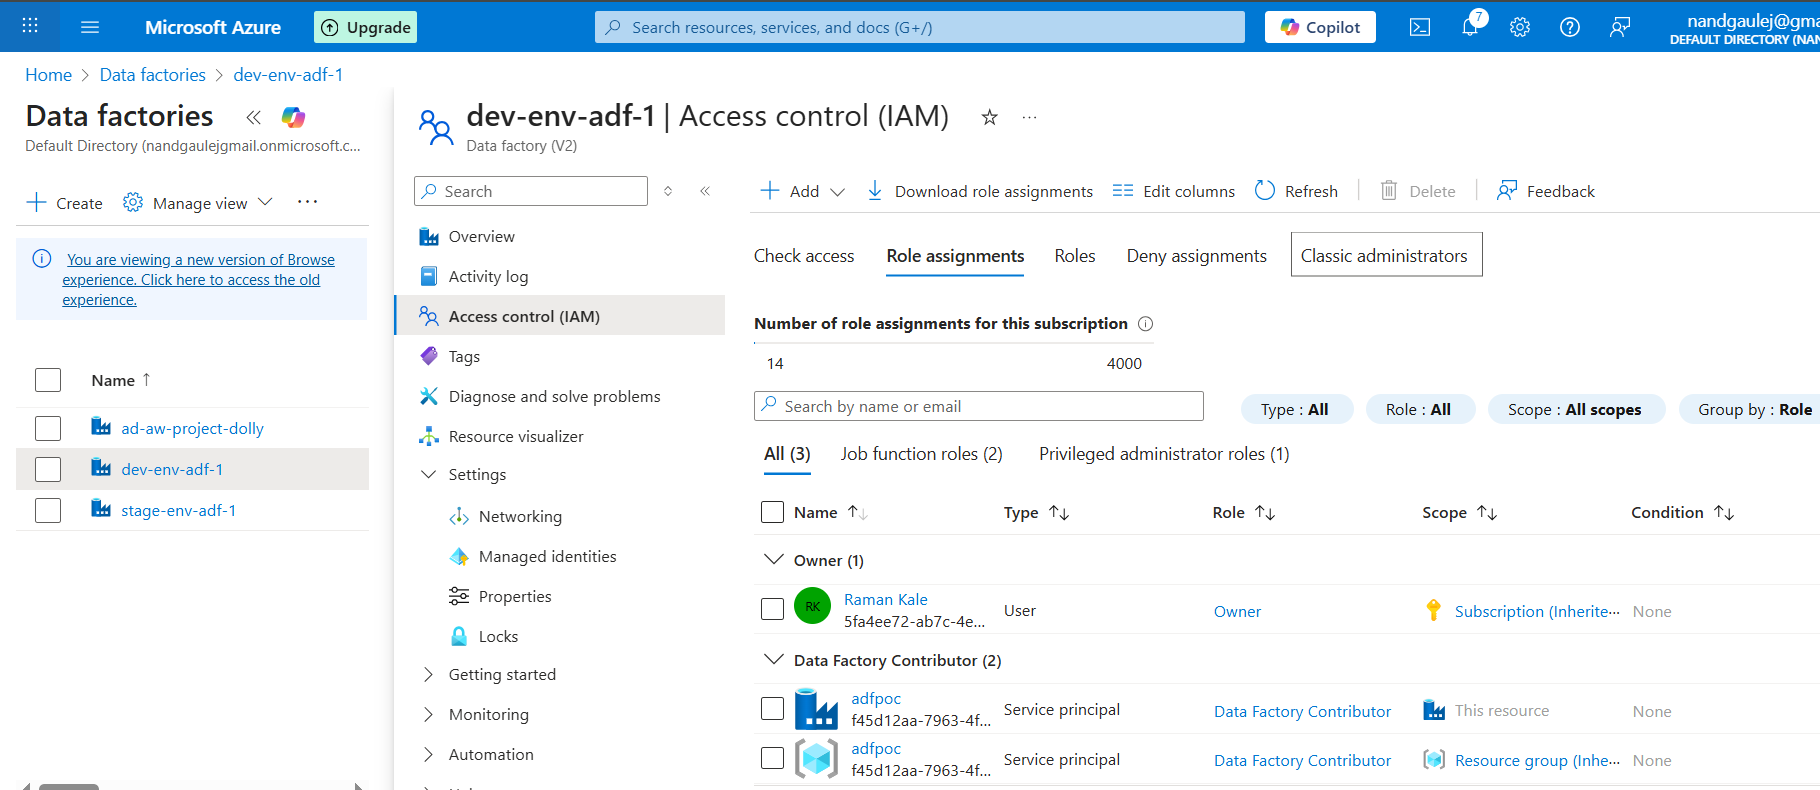 Microsoft Azure
Upgrade
Search resources, services, and docs (G+/)
Copilot
7
nandgaulej@gma
DEFAULT DIRECTORY (NAN
Home > Data factories > dev-env-adf-1
Data factories
Default Directory (nandgaulejgmail.onmicrosoft.c...
Create
Manage view
...
You are viewing a new version of Browse
experience. Click here to access the old
experience.
Name ↑
ad-aw-project-dolly
dev-env-adf-1
stage-env-adf-1
dev-env-adf-1 | Access control (IAM)
...
Data factory (V2)
Search
Overview
Activity log
Access control (IAM)
Tags
Diagnose and solve problems
Resource visualizer
Settings
Networking
Managed identities
Properties
Locks
Getting started
Monitoring
Automation
Add
Download role assignments
Edit columns
Refresh
Delete
Feedback
Check access
Role assignments
Roles
Deny assignments
Classic administrators
Number of role assignments for this subscription
14
4000
Search by name or email
Type : All
Role : All
Scope : All scopes
Group by : Role
All (3)
Job function roles (2)
Privileged administrator roles (1)
Name ↑↓ Type ↑↓ Role ↑↓ Scope ↑↓ Condition ↑↓
Owner (1)
RK
Raman Kale
5fa4ee72-ab7c-4e...
User
Owner
Subscription (Inherite...
None
Data Factory Contributor (2)
adfpoc
f45d12aa-7963-4f...
Service principal
Data Factory Contributor
This resource
None
adfpoc
f45d12aa-7963-4f...
Service principal
Data Factory Contributor
Resource group (Inhe...
None